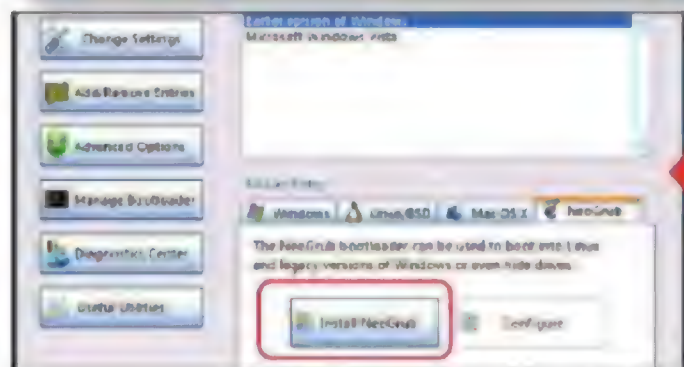 Earlier version of Windows
Microsoft Windows Vista
Change Settings
Add/Remove Entries
Advanced Options
Manage Bootloader
Diagnostics Center
Useful Utilities
Windows
Linux/BSD
Mac OS X
NeoGrub
The NeoGrub bootloader can be used to boot into Linux
and legacy versions of Windows or even hide drives.
Install NeoGrub
Configure